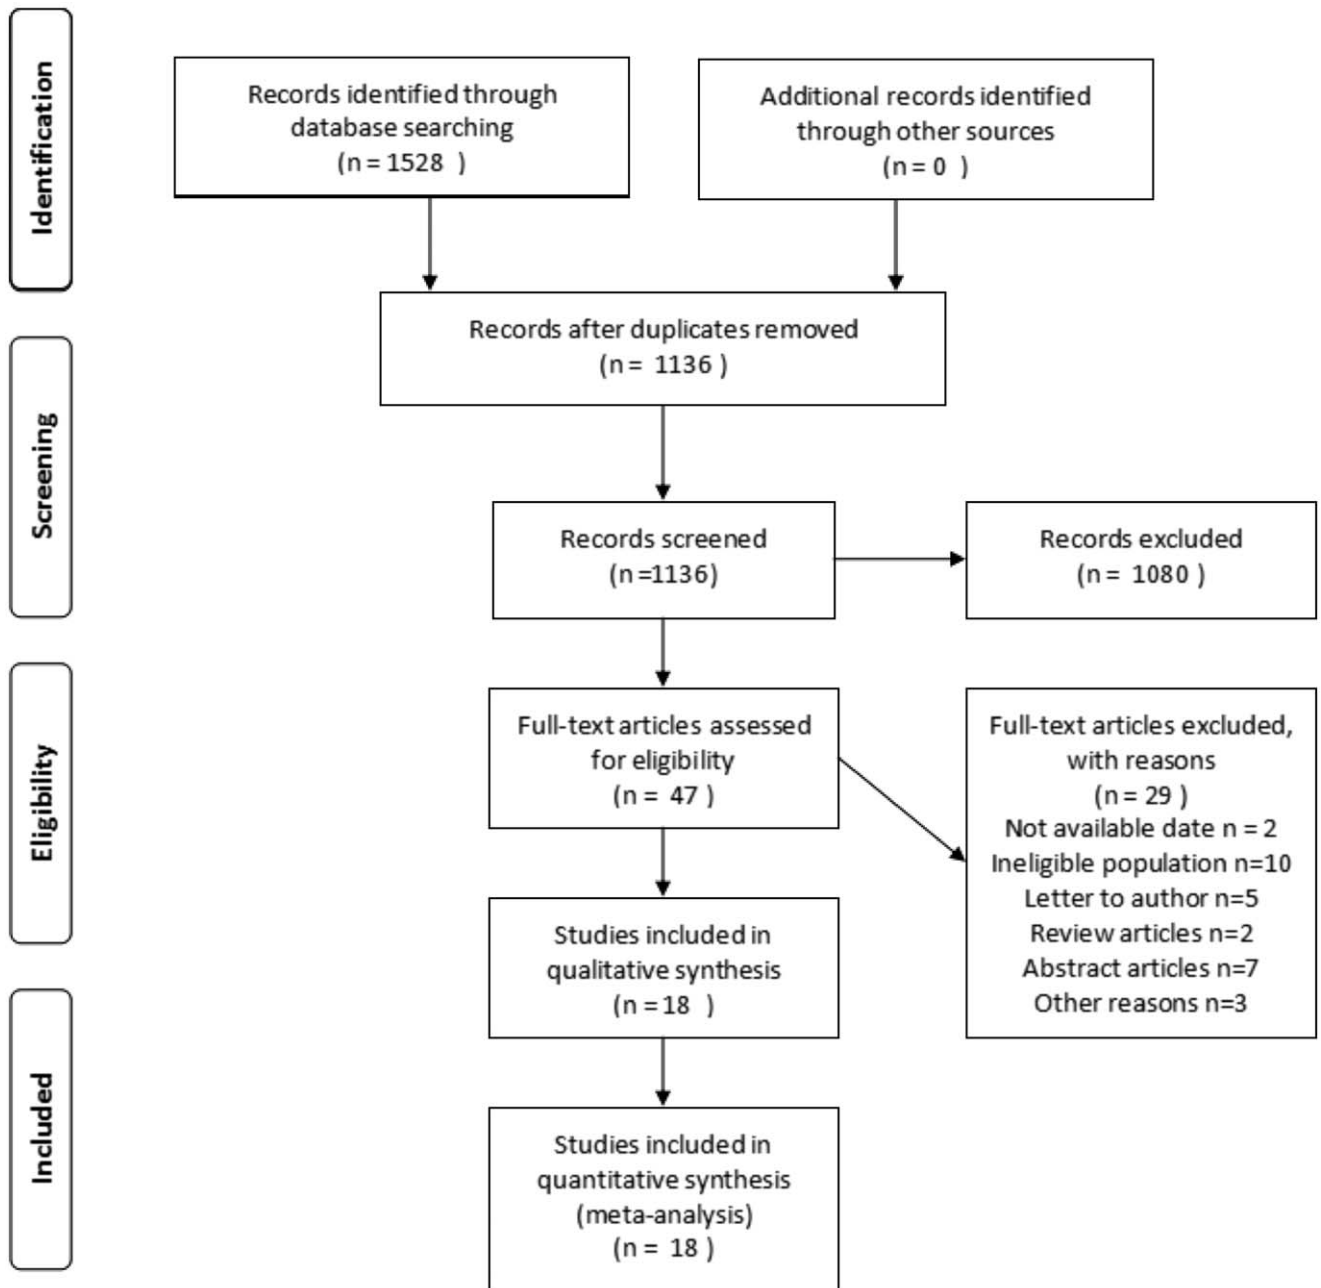 Identification
Records identified through
database searching
(n = 1528 )
Additional records identified
through other sources
(n = 0 )
Records after duplicates removed
(n = 1136 )
Screening
Records screened
(n =1136)
Records excluded
(n = 1080 )
Eligibility
Full-text articles assessed
for eligibility
(n = 47 )
Full-text articles excluded,
with reasons
(n = 29 )
Not available date n = 2
Ineligible population n=10
Letter to author n=5
Review articles n=2
Abstract articles n=7
Other reasons n=3
Studies included in
qualitative synthesis
(n =18 )
Included
Studies included in
quantitative synthesis
(meta-analysis)
(n = 18 )